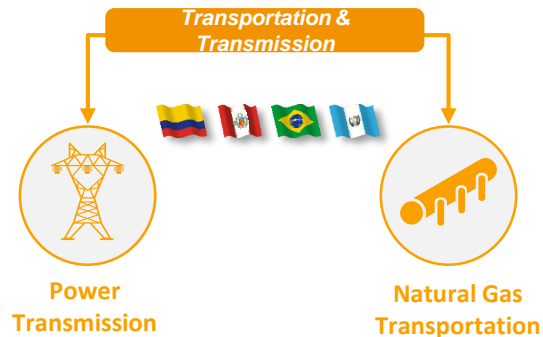 Transportation &
Transmission
Power
Transmission
Natural Gas
Transportation